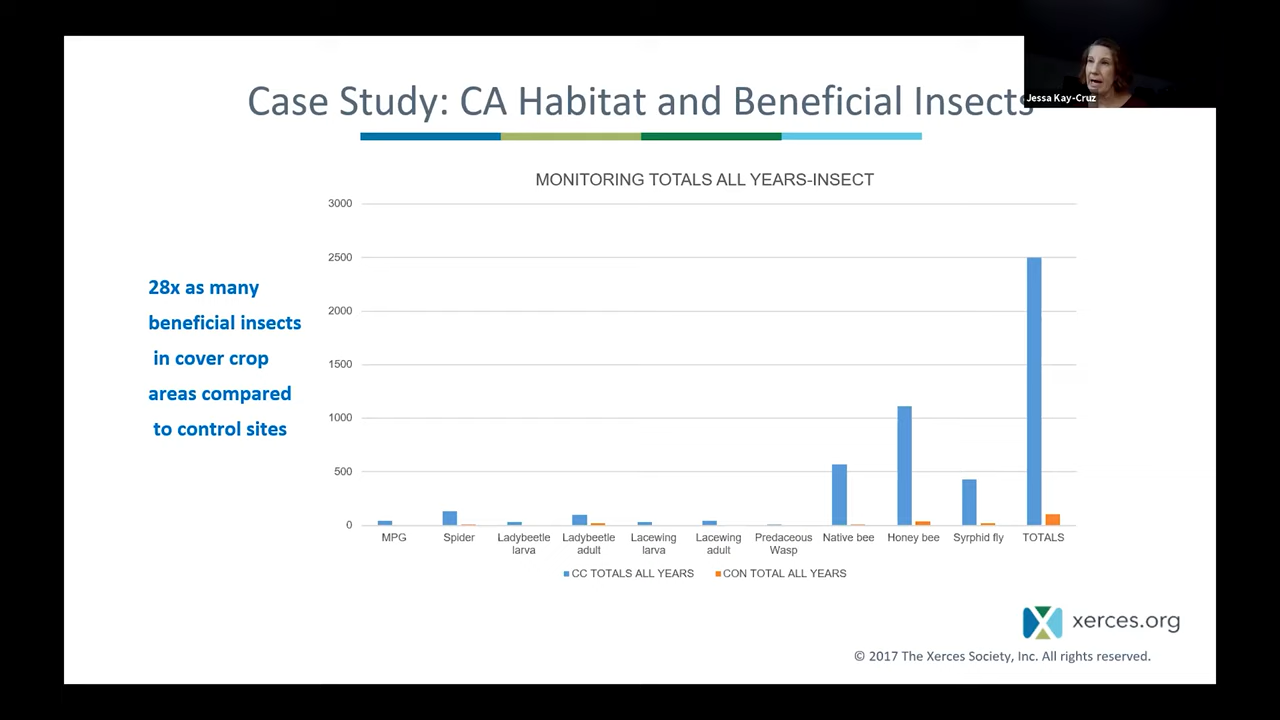 Case Study: CA Habitat and Beneficial Insects
Jessa Kay-Cruz
MONITORING TOTALS ALL YEARS-INSECT
28x as many
beneficial insects
in cover crop
areas compared
to control sites
3000
2500
2000
1500
1000
500
0
MPG
Spider
Ladybeetle
larva
Ladybeetle
adult
Lacewing
larva
Lacewing
adult
Predaceous
Wasp
Native bee
Honey bee
Syrphid fly
TOTALS
CC TOTALS ALL YEARS
CON TOTAL ALL YEARS
xerces.org
© 2017 The Xerces Society, Inc. All rights reserved.